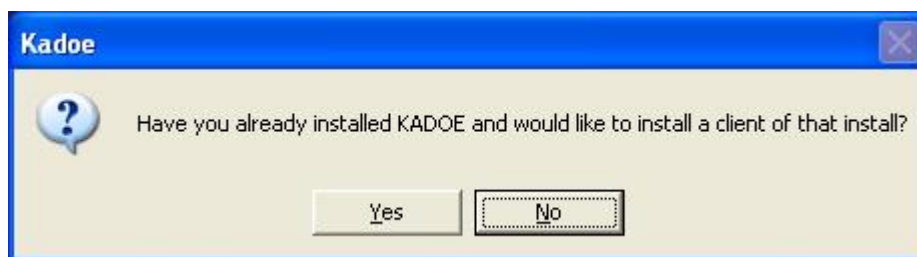 Kadoe
Have you already installed KADOE and would like to install a client of that install?
Yes
No